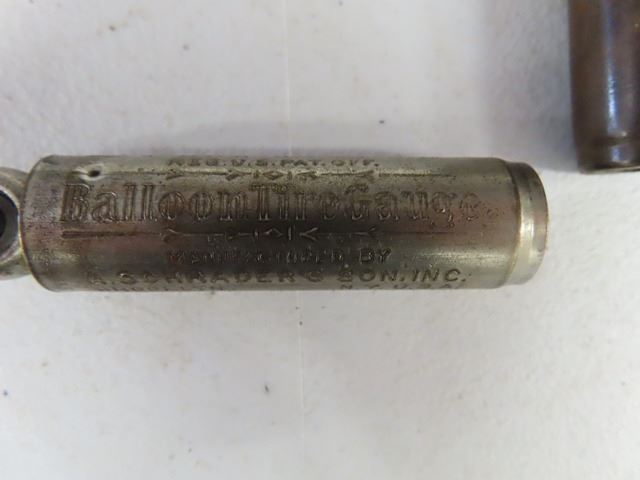 REG. U.S. PAT. OFF.
Balloon Tire Gauge
MANUFACTURED BY
A. SCHRADER'S SON, INC.